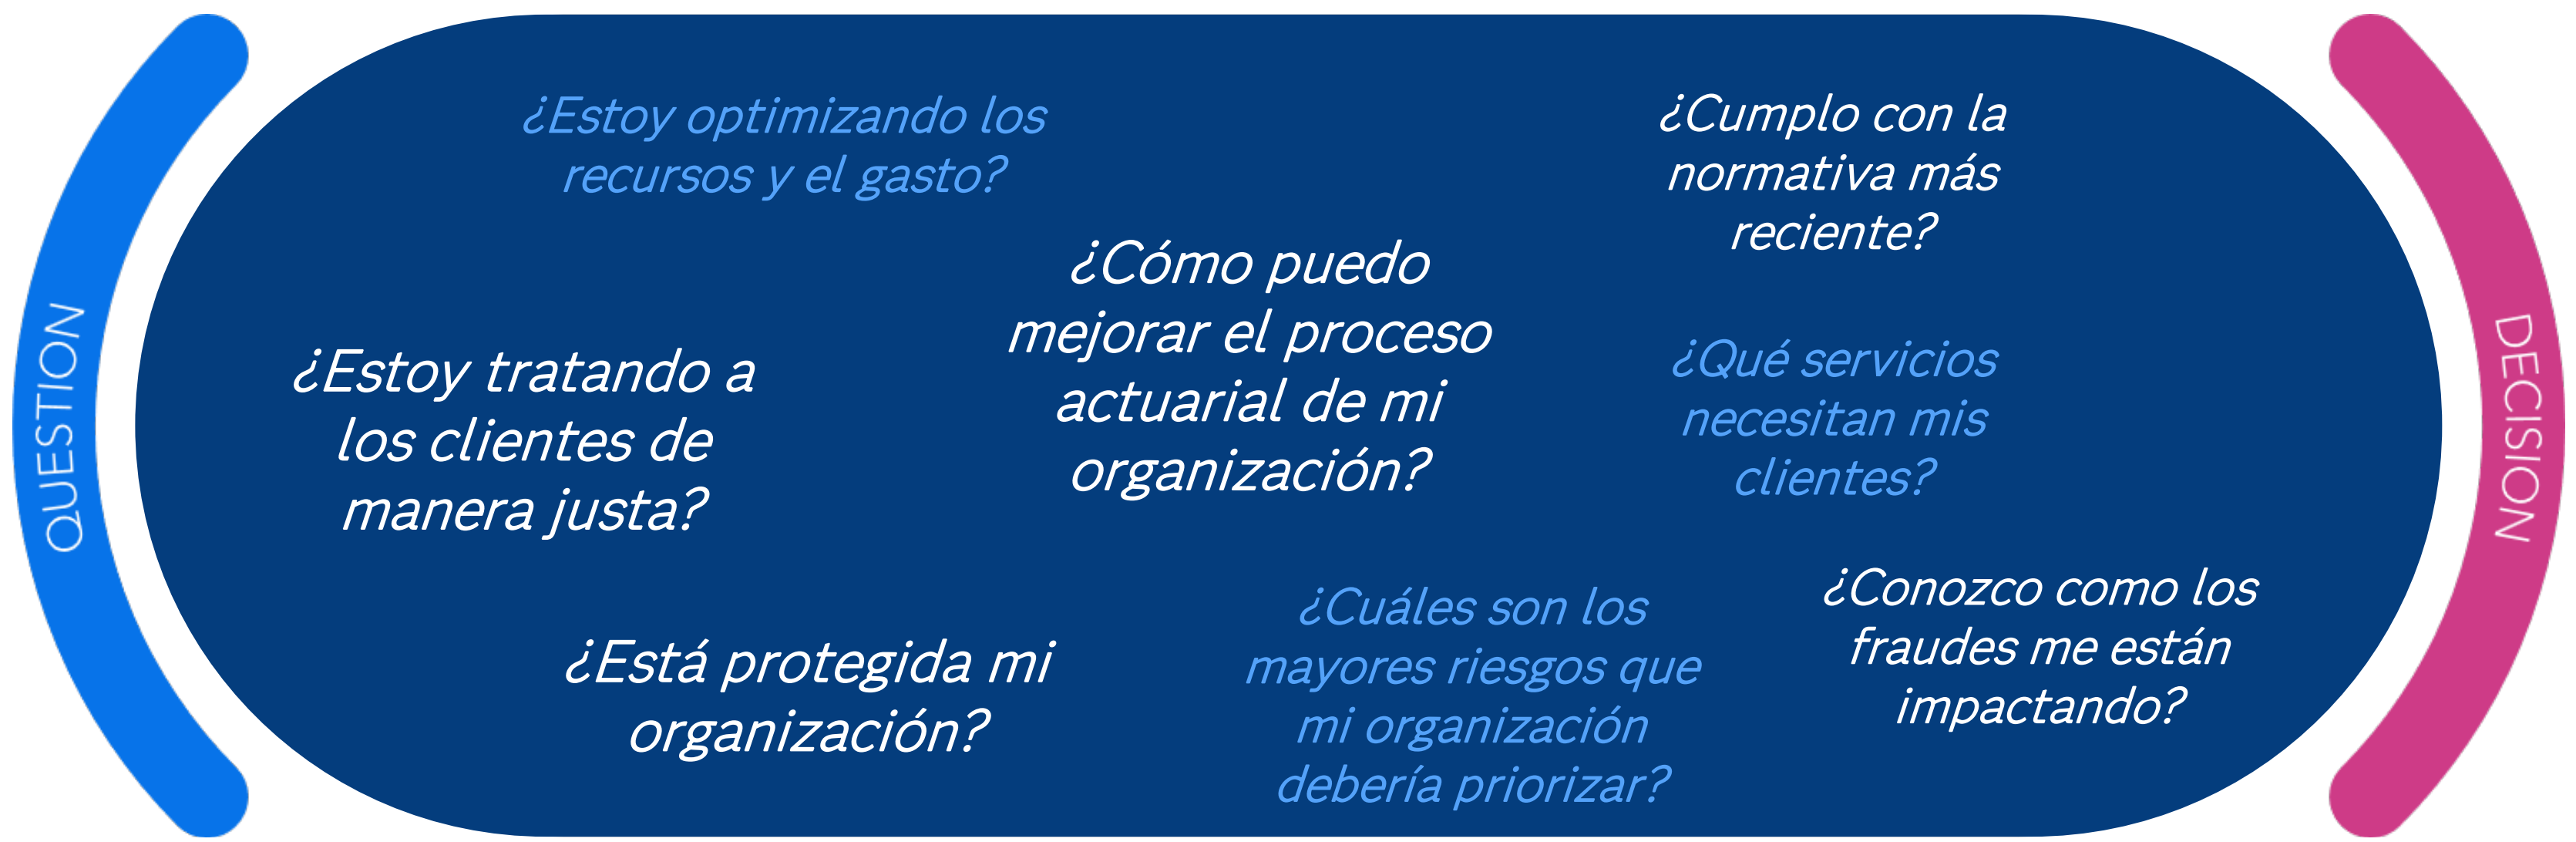 QUESTION
¿Estoy optimizando los
recursos y el gasto?
¿Cumplo con la
normativa más
reciente?
¿Cómo puedo
mejorar el proceso
actuarial de mi
organización?
¿Estoy tratando a
los clientes de
manera justa?
¿Qué servicios
necesitan mis
clientes?
¿Está protegida mi
organización?
¿Cuáles son los
mayores riesgos que
mi organización
debería priorizar?
¿Conozco como los
fraudes me están
impactando?
DECISION